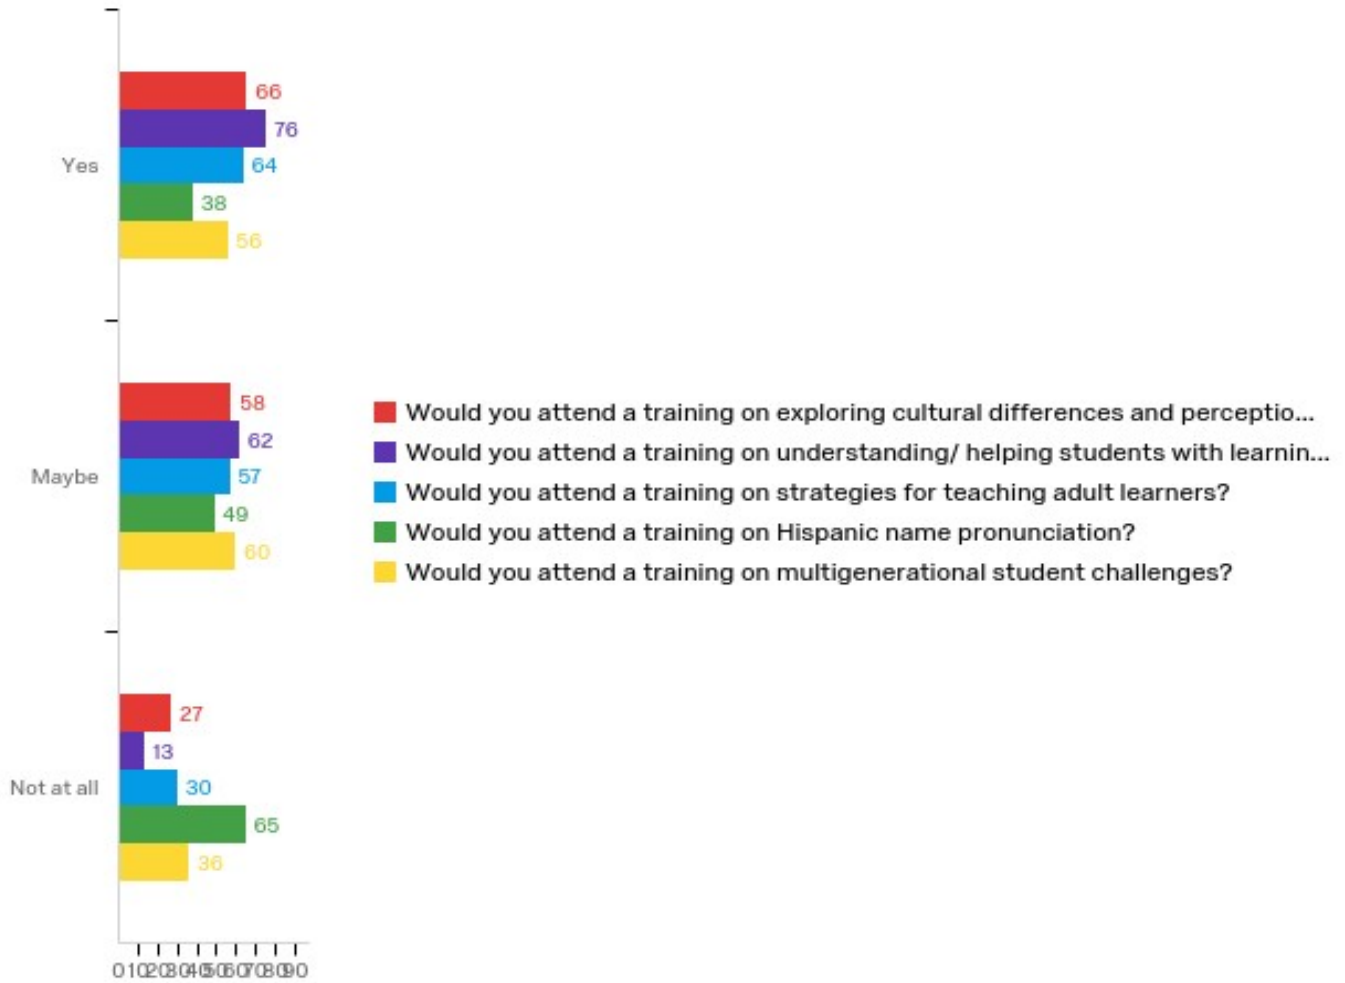 Yes
66
76
64
38
56
Maybe
58
62
57
49
60
Would you attend a training on exploring cultural differences and perceptio...
Would you attend a training on understanding/ helping students with learnin...
Would you attend a training on strategies for teaching adult learners?
Would you attend a training on Hispanic name pronunciation?
Would you attend a training on multigenerational student challenges?
Not at all
27
13
30
65
36
0 10 20 30 40 50 60 70 80 90